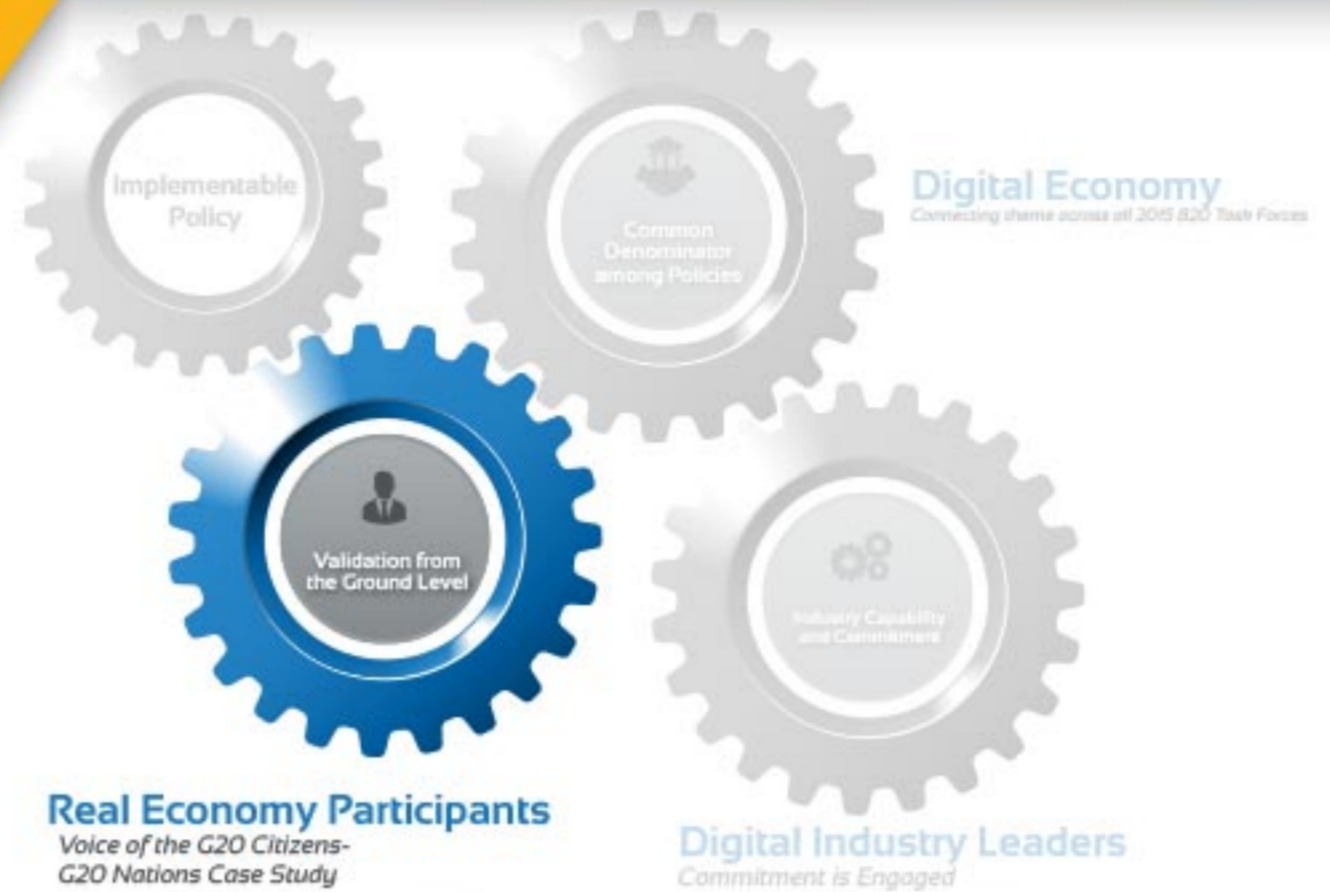 Implementable
Policy
Common
Denominator
among Policies
Digital Economy
Connecting theme across all 2015 B20 Task Forces
Validation from
the Ground Level
Industry Capability
and Commitment
Real Economy Participants
Voice of the G20 Citizens-
G20 Nations Case Study
Digital Industry Leaders
Commitment is Engaged